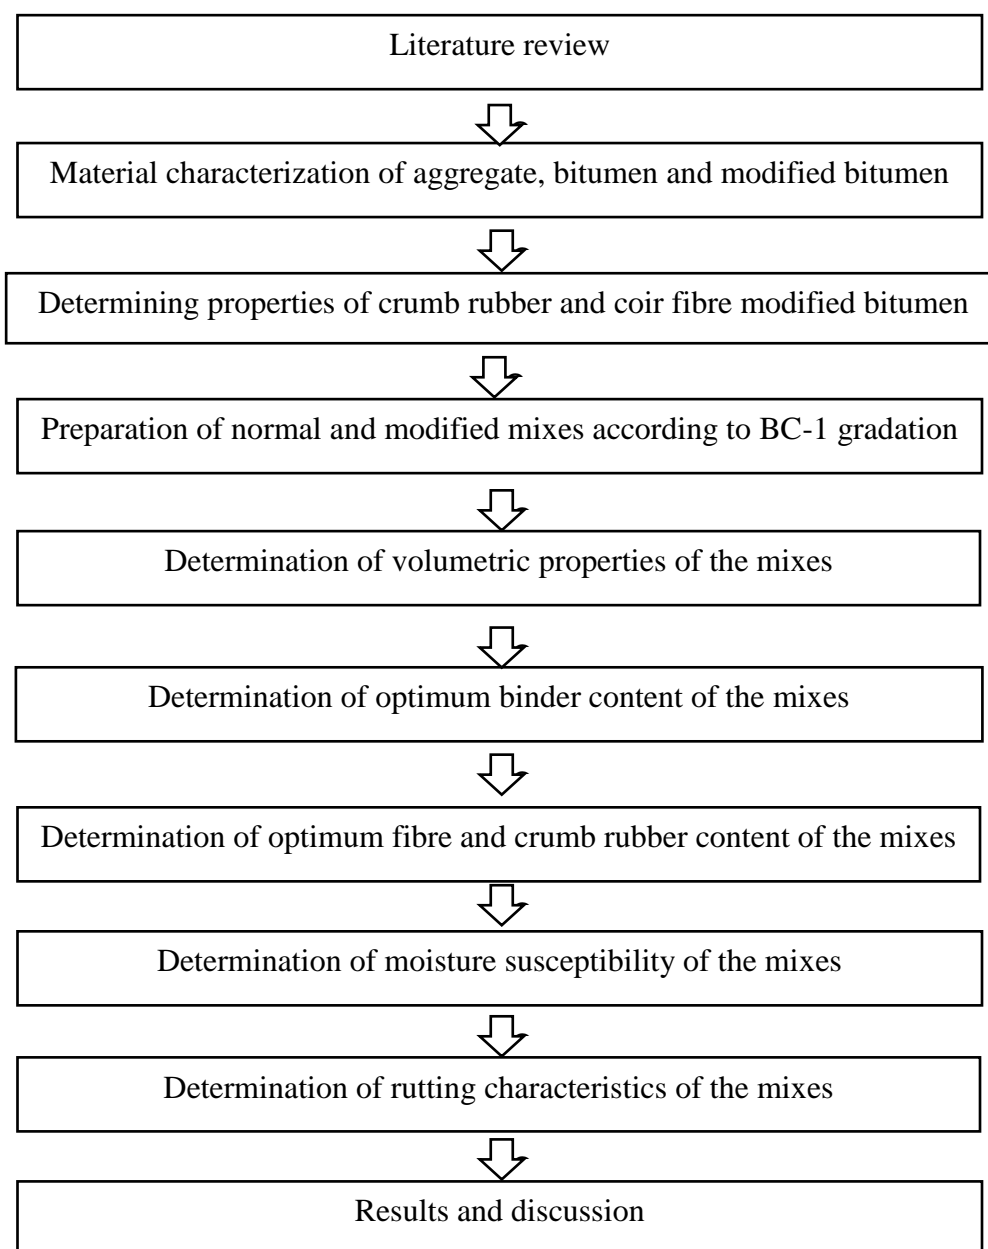 Literature review
Material characterization of aggregate, bitumen and modified bitumen
Determining properties of crumb rubber and coir fibre modified bitumen
Preparation of normal and modified mixes according to BC-1 gradation
Determination of volumetric properties of the mixes
Determination of optimum binder content of the mixes
Determination of optimum fibre and crumb rubber content of the mixes
Determination of moisture susceptibility of the mixes
Determination of rutting characteristics of the mixes
Results and discussion